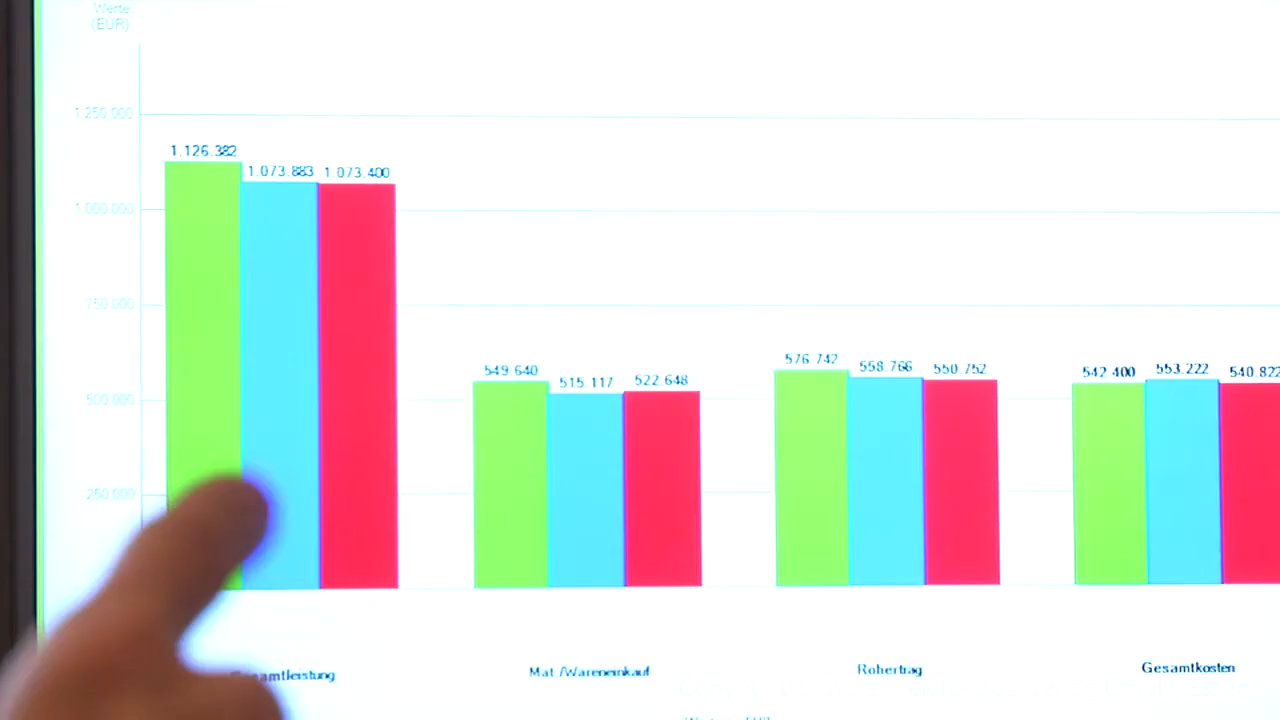 Werte
(EUR)
1.250.000
1.126.382
1.073.883 1.073.400
1.000.000
750.000
576.742 558.766 550.752
549.640 515.117 522.648
542.400 553.222 540.822
500.000
250.000
Gesamtleistung Mat./Wareneinkauf Rohertrag Gesamtkosten